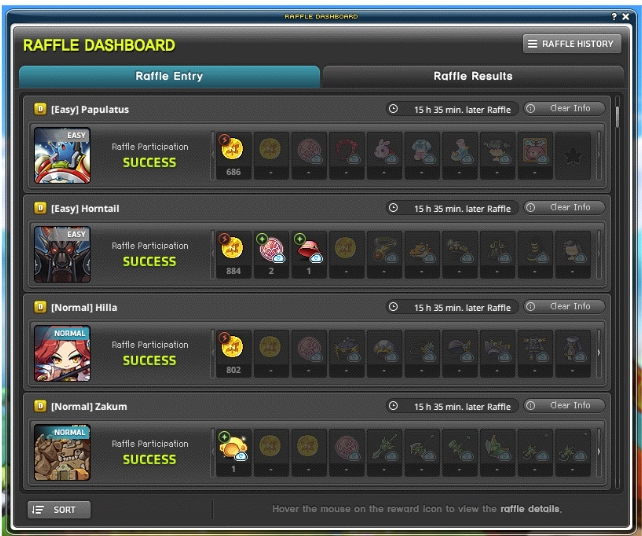 RAFFLE DASHBOARD
? X
RAFFLE DASHBOARD
RAFFLE HISTORY
Raffle Entry
Raffle Results
D [Easy] Papulatus
15 h 35 min. later Raffle
Clear Info
EASY
Raffle Participation
SUCCESS
686 - - - - - - - -
D [Easy] Horntail
15 h 35 min. later Raffle
Clear Info
EASY
Raffle Participation
SUCCESS
884 2 1 - - - - - - -
D [Normal] Hilla
15 h 35 min. later Raffle
Clear Info
NORMAL
Raffle Participation
SUCCESS
802 - - - - - - - - -
D [Normal] Zakum
15 h 35 min. later Raffle
Clear Info
NORMAL
Raffle Participation
SUCCESS
1 - - - - - - - - -
SORT
Hover the mouse on the reward icon to view the raffle details.